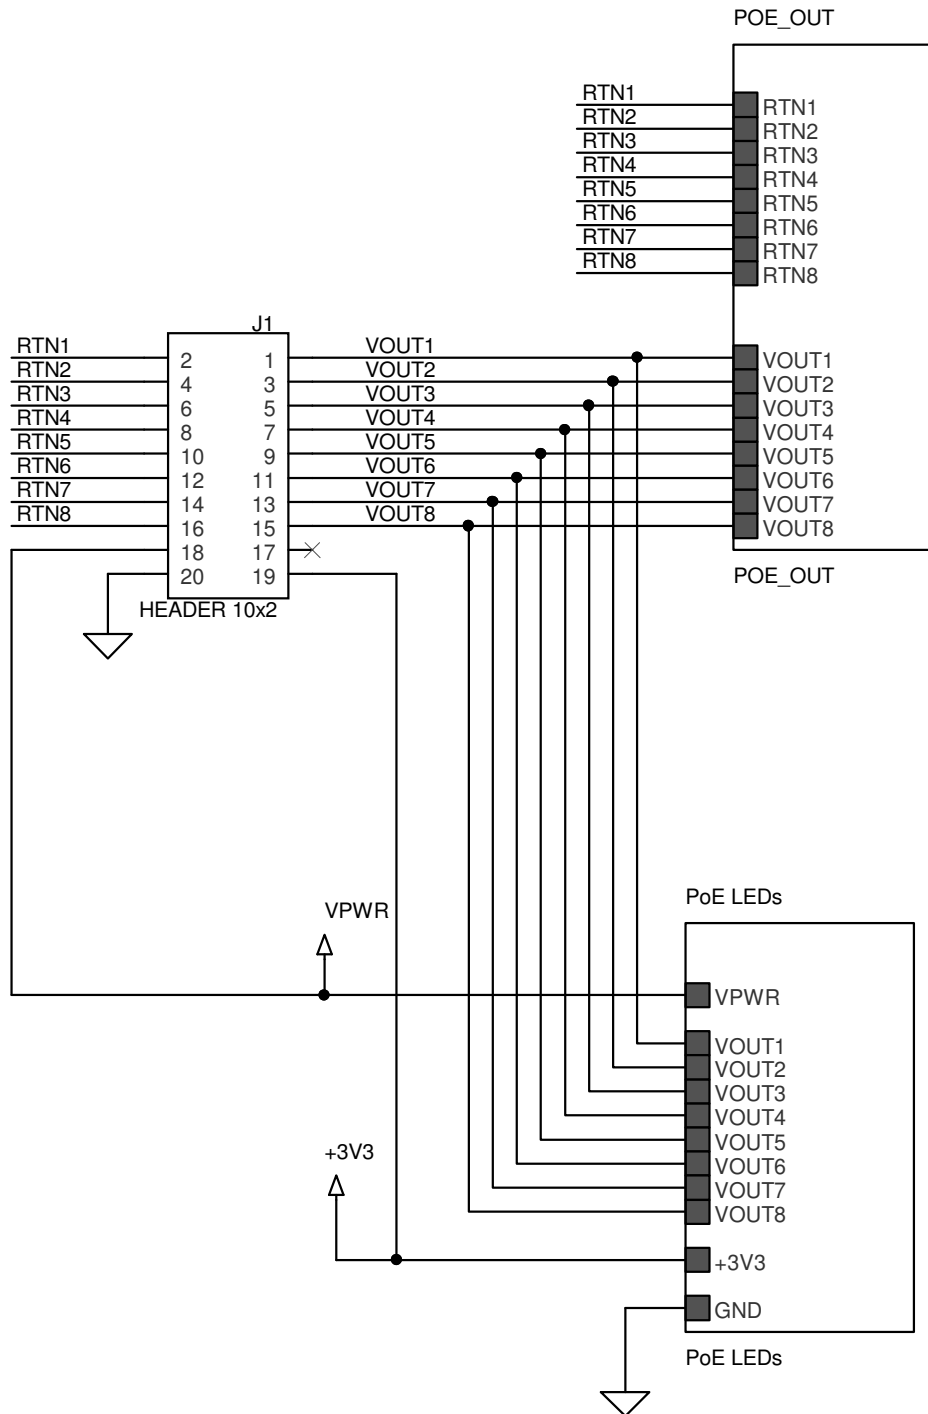 POE_OUT
RTN1 RTN1
RTN2 RTN2
RTN3 RTN3
RTN4 RTN4
RTN5 RTN5
RTN6 RTN6
RTN7 RTN7
RTN8 RTN8
J1
RTN1 2 1 VOUT1 VOUT1
RTN2 4 3 VOUT2 VOUT2
RTN3 6 5 VOUT3 VOUT3
RTN4 8 7 VOUT4 VOUT4
RTN5 10 9 VOUT5 VOUT5
RTN6 12 11 VOUT6 VOUT6
RTN7 14 13 VOUT7 VOUT7
RTN8 16 15 VOUT8 VOUT8
18 17
20 19
POE_OUT
HEADER 10x2
PoE LEDs
VPWR
VPWR
VOUT1
VOUT2
VOUT3
VOUT4
VOUT5
+3V3
VOUT6
VOUT7
VOUT8
+3V3
GND
PoE LEDs